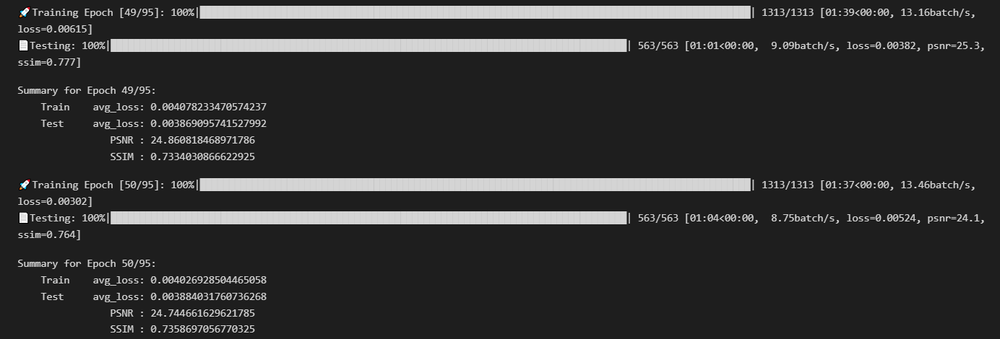 🚀Training Epoch [49/95]: 100%|██████████| 1313/1313 [01:39<00:00, 13.16batch/s,
loss=0.00615]
📄Testing: 100%|██████████| 563/563 [01:01<00:00,  9.09batch/s, loss=0.00382, psnr=25.3,
ssim=0.777]
Summary for Epoch 49/95:
Train    avg_loss: 0.004078233470574237
Test     avg_loss: 0.003869095741527992
PSNR : 24.860818468971786
SSIM : 0.7334030866622925
🚀Training Epoch [50/95]: 100%|██████████| 1313/1313 [01:37<00:00, 13.46batch/s,
loss=0.00302]
📄Testing: 100%|██████████| 563/563 [01:04<00:00,  8.75batch/s, loss=0.00524, psnr=24.1,
ssim=0.764]
Summary for Epoch 50/95:
Train    avg_loss: 0.004026928504465058
Test     avg_loss: 0.003884031760736268
PSNR : 24.744661629621785
SSIM : 0.7358697056770325